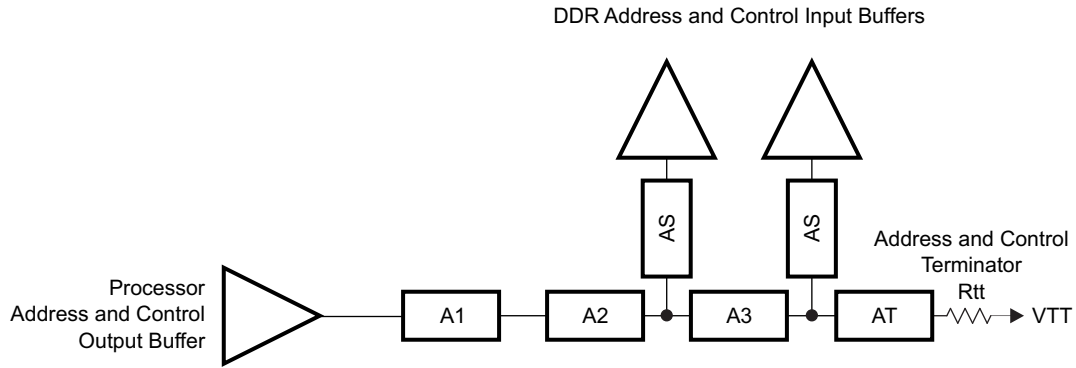 DDR Address and Control Input Buffers
AS
AS
Address and Control
Terminator
Rtt
Processor
Address and Control
Output Buffer
A1
A2
A3
AT
VTT